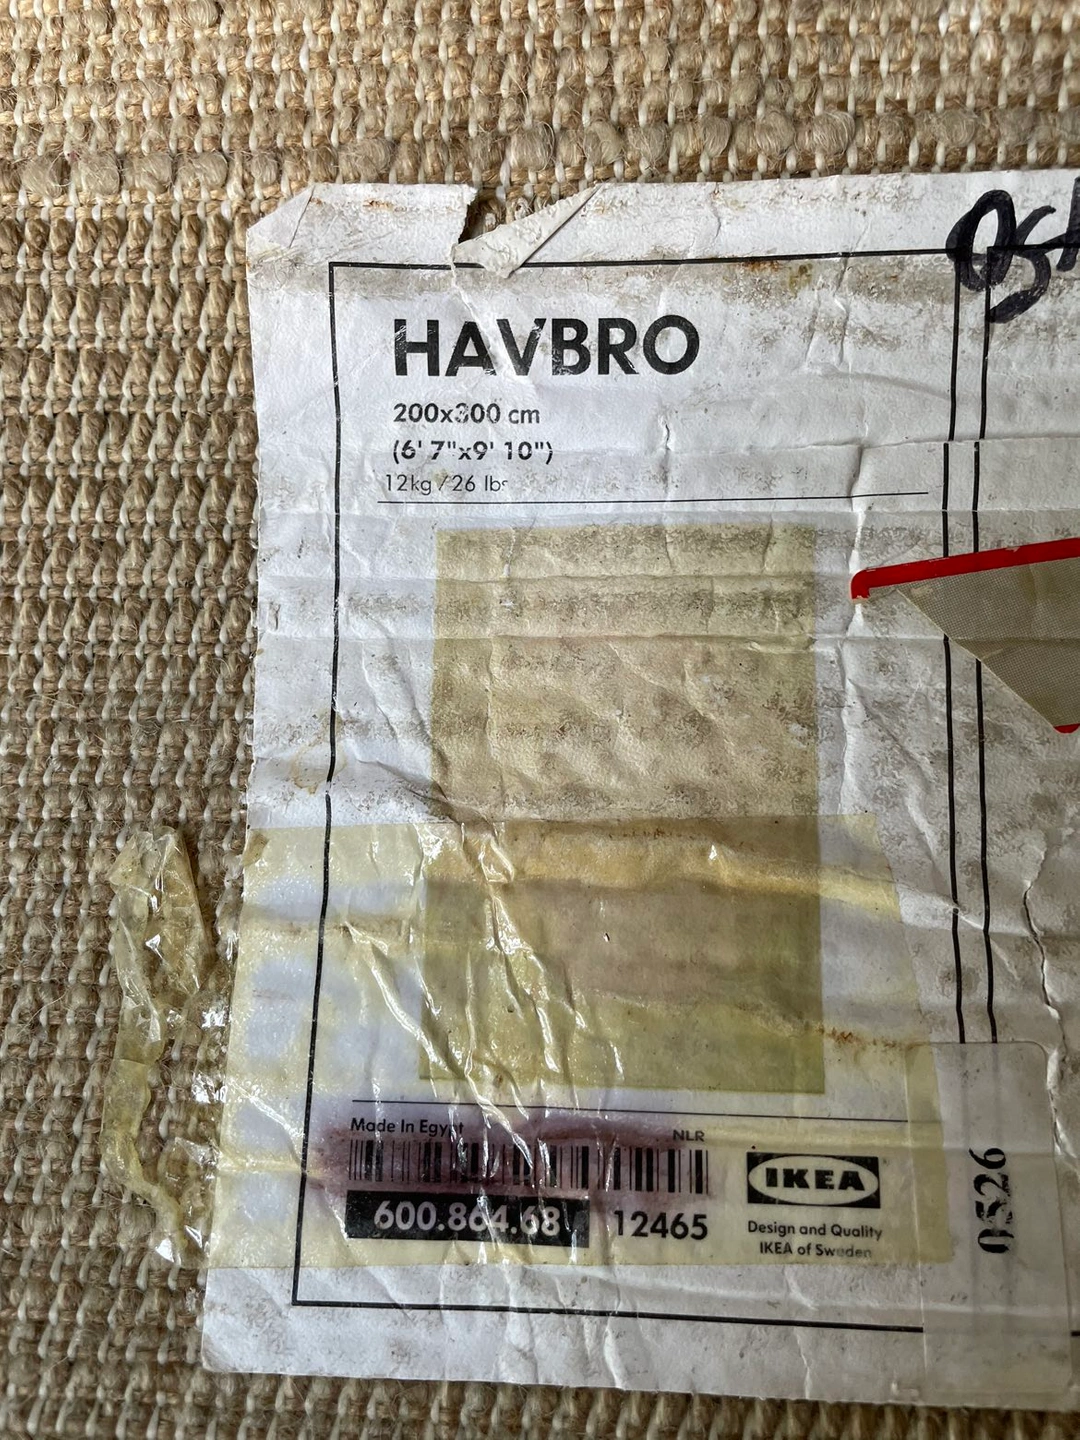 HAVBRO
200x300 cm
(6' 7"x9' 10")
12kg / 26 lbs
Made In Egypt
NLR
600.864.68
12465
IKEA
Design and Quality
IKEA of Sweden
0526